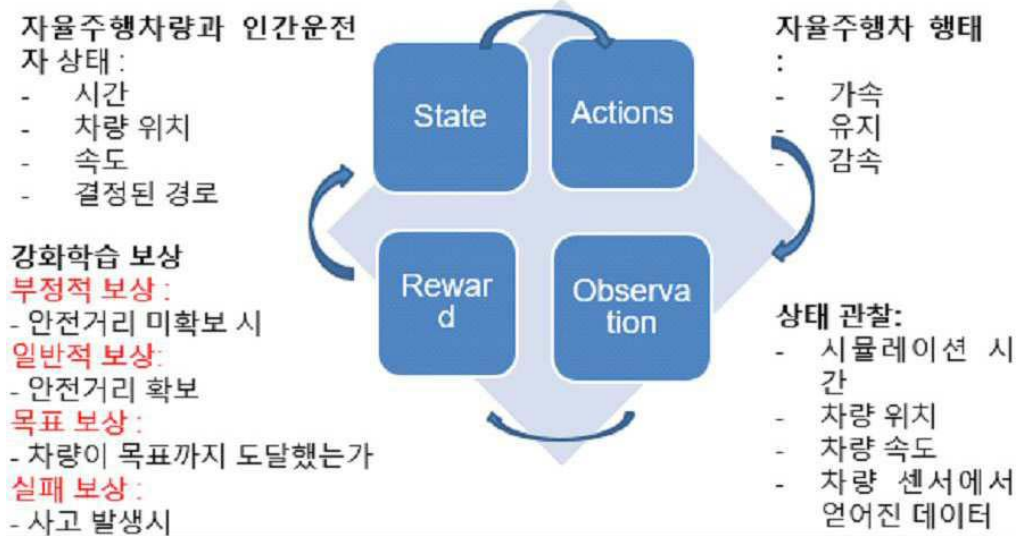 자율주행차량과 인간운전
자 상태 :
- 시간
- 차량 위치
- 속도
- 결정된 경로
강화학습 보상
부정적 보상 :
- 안전거리 미확보 시
일반적 보상:
- 안전거리 확보
목표 보상 :
- 차량이 목표까지 도달했는가
실패 보상 :
- 사고 발생시
State
Actions
Rewar
d
Observa
tion
자율주행차 행태
:
- 가속
- 유지
- 감속
상태 관찰:
- 시뮬레이션 시
간
- 차량 위치
- 차량 속도
- 차량 센서에서
얻어진 데이터